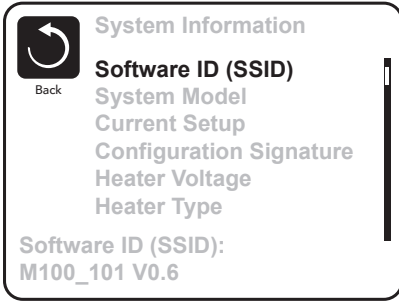 System Information
Back
Software ID (SSID)
System Model
Current Setup
Configuration Signature
Heater Voltage
Heater Type
Software ID (SSID):
M100_101 V0.6